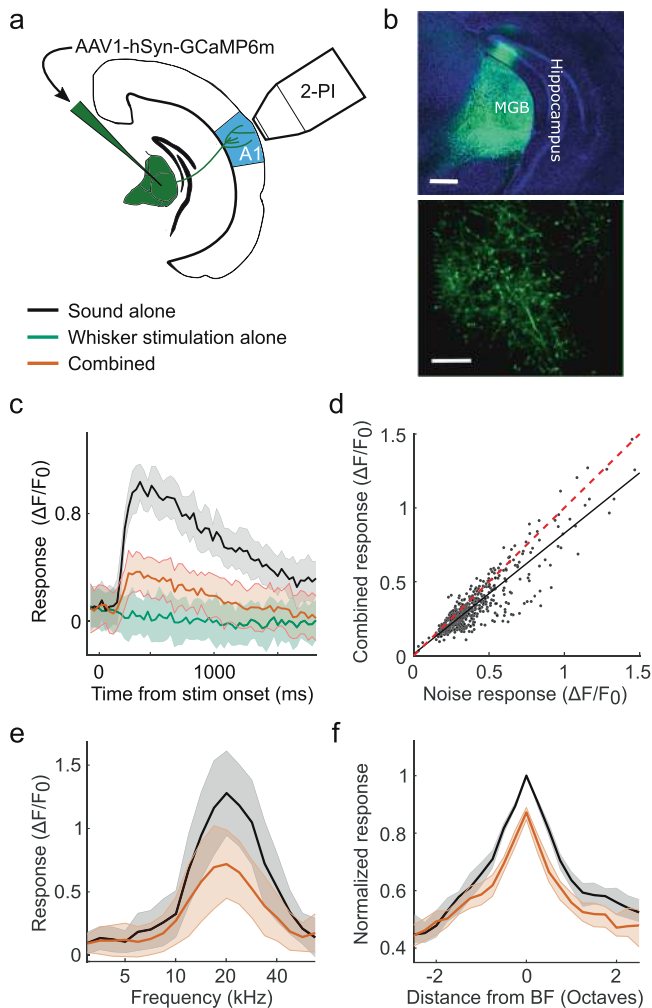 a
AAV1-hSyn-GCaMP6m
2-PI
A1
b
MGB
Hippocampus
Sound alone
Whisker stimulation alone
Combined
c
Response (ΔF/F0)
0.8
0
0
1000
Time from stim onset (ms)
d
Combined response (ΔF/F0)
1.5
1
0.5
0
0
0.5
1
1.5
Noise response (ΔF/F0)
e
Response (ΔF/F0)
1.5
1
0.5
0
5
10
20
40
Frequency (kHz)
f
Normalized response
1
0.8
0.6
0.4
-2
0
2
Distance from BF (Octaves)